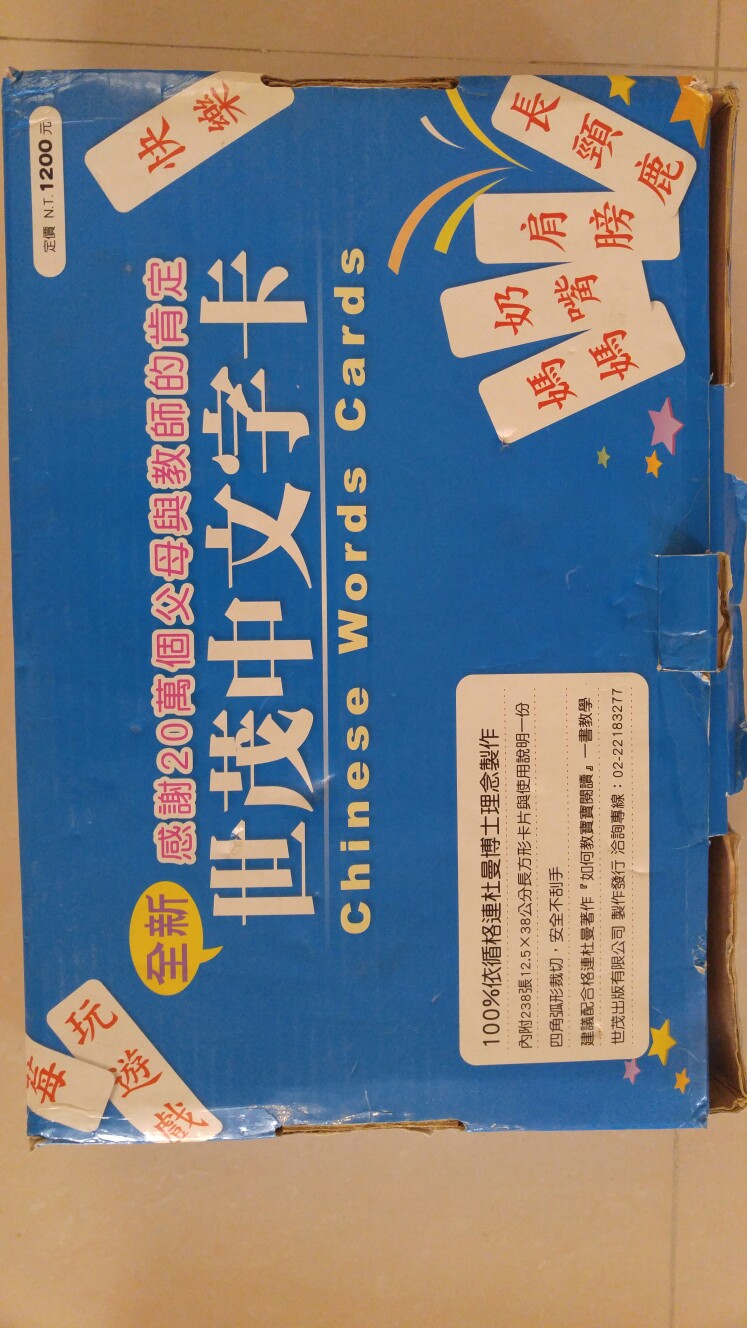 定價 N.T. 1200 元
快樂
全新
感謝20萬個父母與教師的肯定
世茂中文字卡
Chinese Words Cards
莓
玩遊戲
長頸鹿
肩膀
奶嘴
媽媽
100%依循格連杜曼博士理念製作
內附238張12.5×38公分長方形卡片與使用說明一份
四角弧形裁切，安全不刮手
建議配合格連杜曼著作『如何教寶寶閱讀』一書教學
世茂出版有限公司 製作發行 洽詢專線：02-22183277